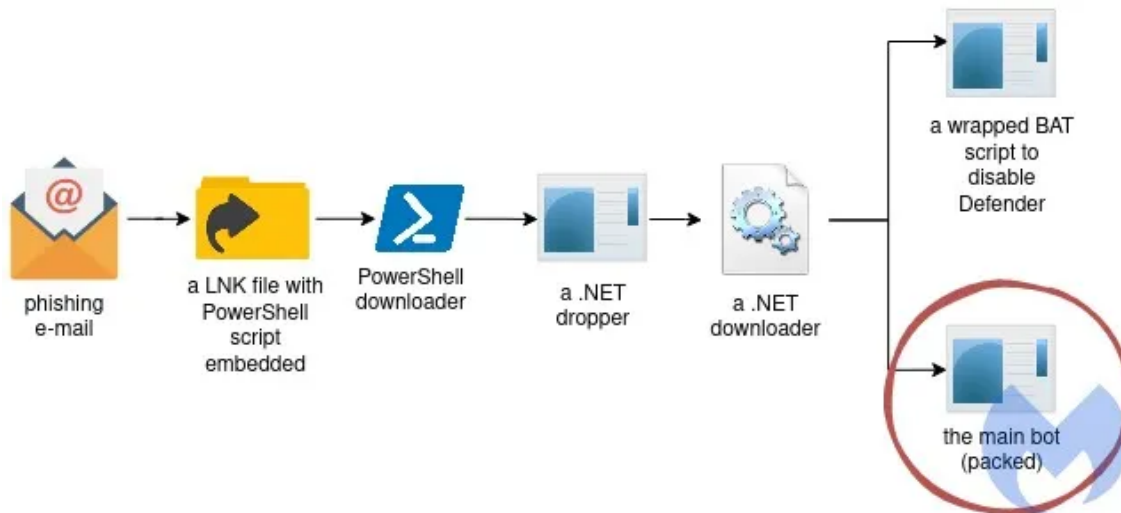 phishing
e-mail
a LNK file with
PowerShell
script
embedded
PowerShell
downloader
a .NET
dropper
a .NET
downloader
a wrapped BAT
script to
disable
Defender
the main bot
(packed)